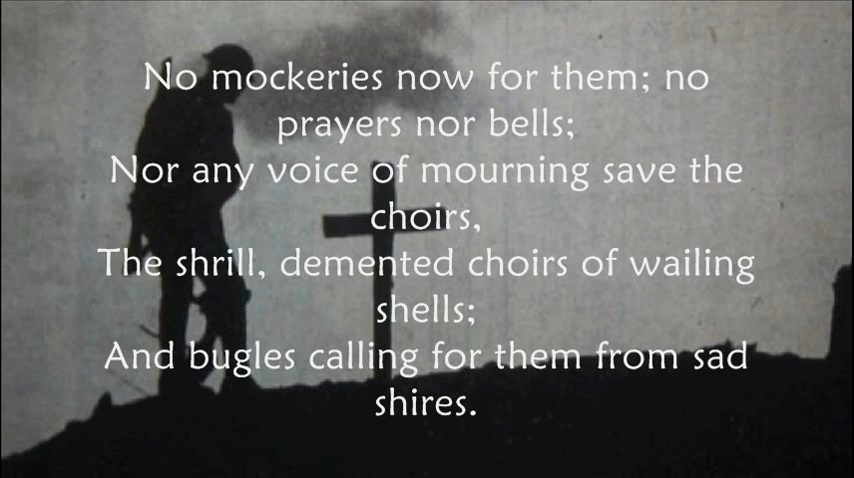 No mockeries now for them; no
prayers nor bells;
Nor any voice of mourning save the
choirs,
The shrill, demented choirs of wailing
shells;
And bugles calling for them from sad
shires.